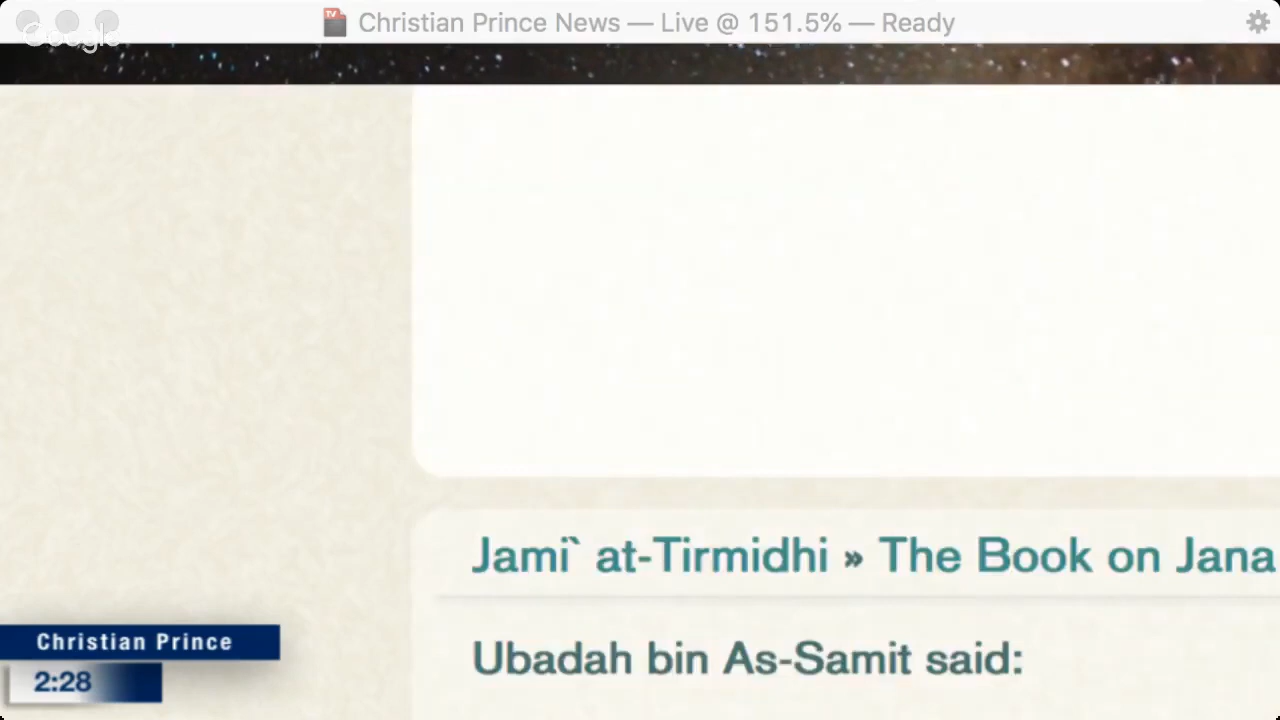 Christian Prince News — Live @ 151.5% — Ready
Google
Jami` at-Tirmidhi » The Book on Jana
Ubadah bin As-Samit said:
Christian Prince
2:28